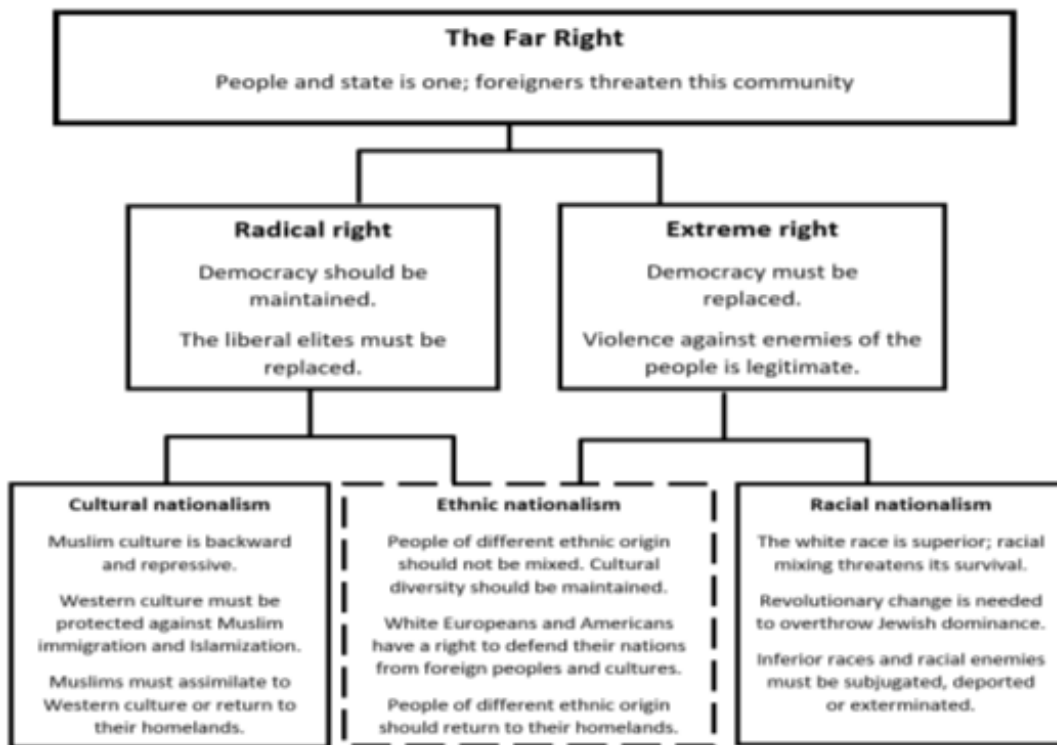 The Far Right
People and state is one; foreigners threaten this community
Radical right
Democracy should be
maintained.
The liberal elites must be
replaced.
Extreme right
Democracy must be
replaced.
Violence against enemies of the
people is legitimate.
Cultural nationalism
Muslim culture is backward
and repressive.
Western culture must be
protected against Muslim
immigration and Islamization.
Muslims must assimilate to
Western culture or return to
their homelands.
Ethnic nationalism
People of different ethnic origin
should not be mixed. Cultural
diversity should be maintained.
White Europeans and Americans
have a right to defend their nations
from foreign peoples and cultures.
People of different ethnic origin
should return to their homelands.
Racial nationalism
The white race is superior; racial
mixing threatens its survival.
Revolutionary change is needed
to overthrow Jewish dominance.
Inferior races and racial enemies
must be subjugated, deported
or exterminated.